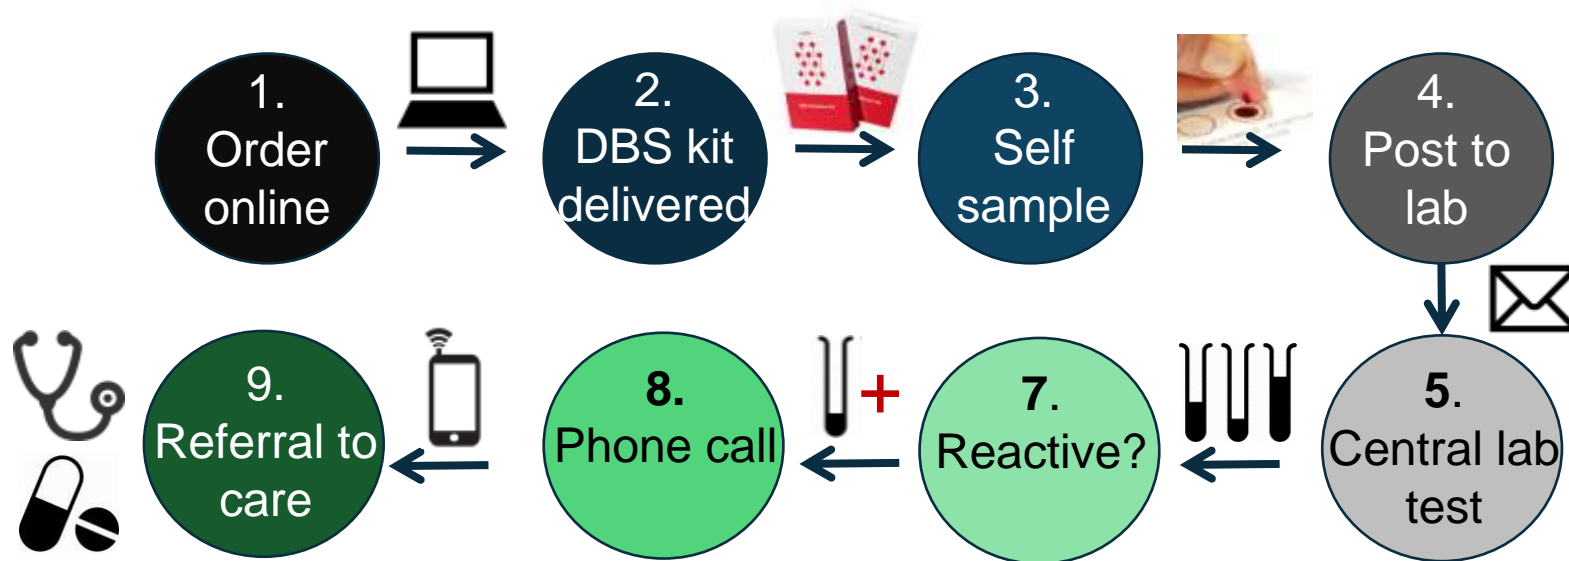 1.
Order
online
2.
DBS kit
delivered
3.
Self
sample
4.
Post to
lab
5.
Central lab
test
7.
Reactive?
+
8.
Phone call
9.
Referral to
care